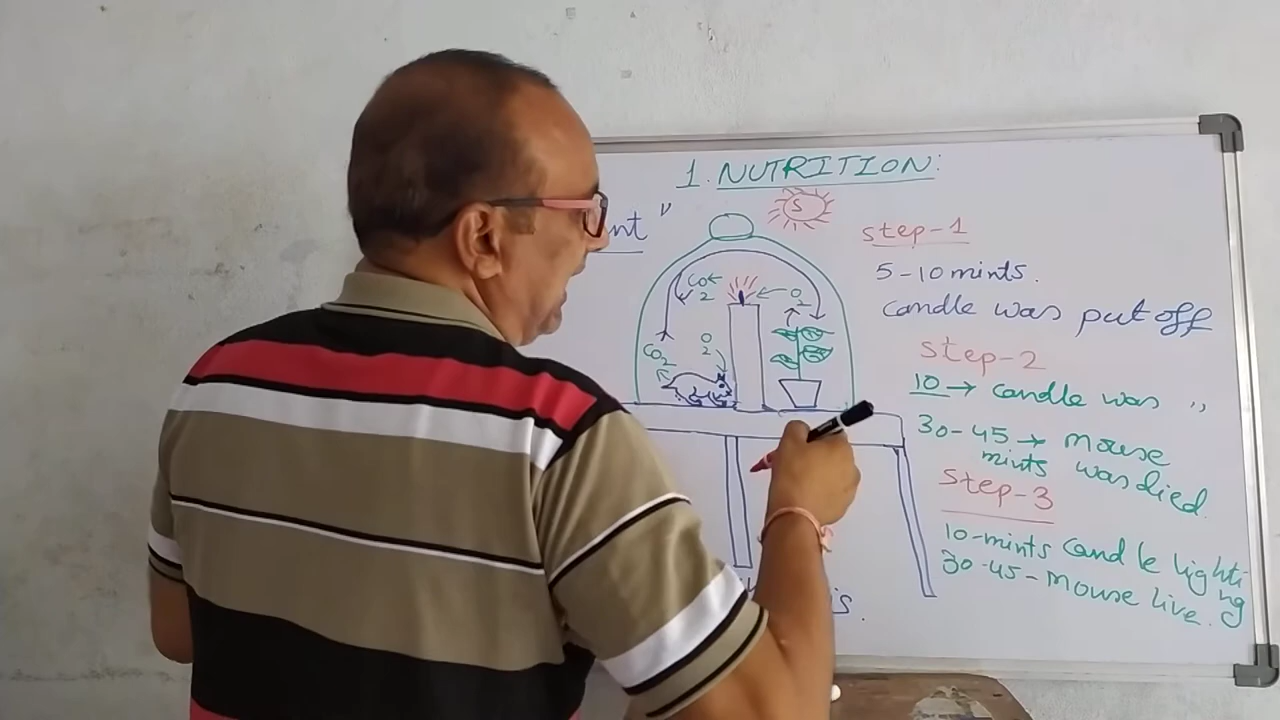 1. NUTRITION:
nt "
S
step-1
5-10 mints.
candle was put off
CO2
O2
O2
CO2
step-2
10 → candle was "
30-45 → mouse
mints was died.
step-3
10-mints candle lighting
30-45 - mouse live.
is.